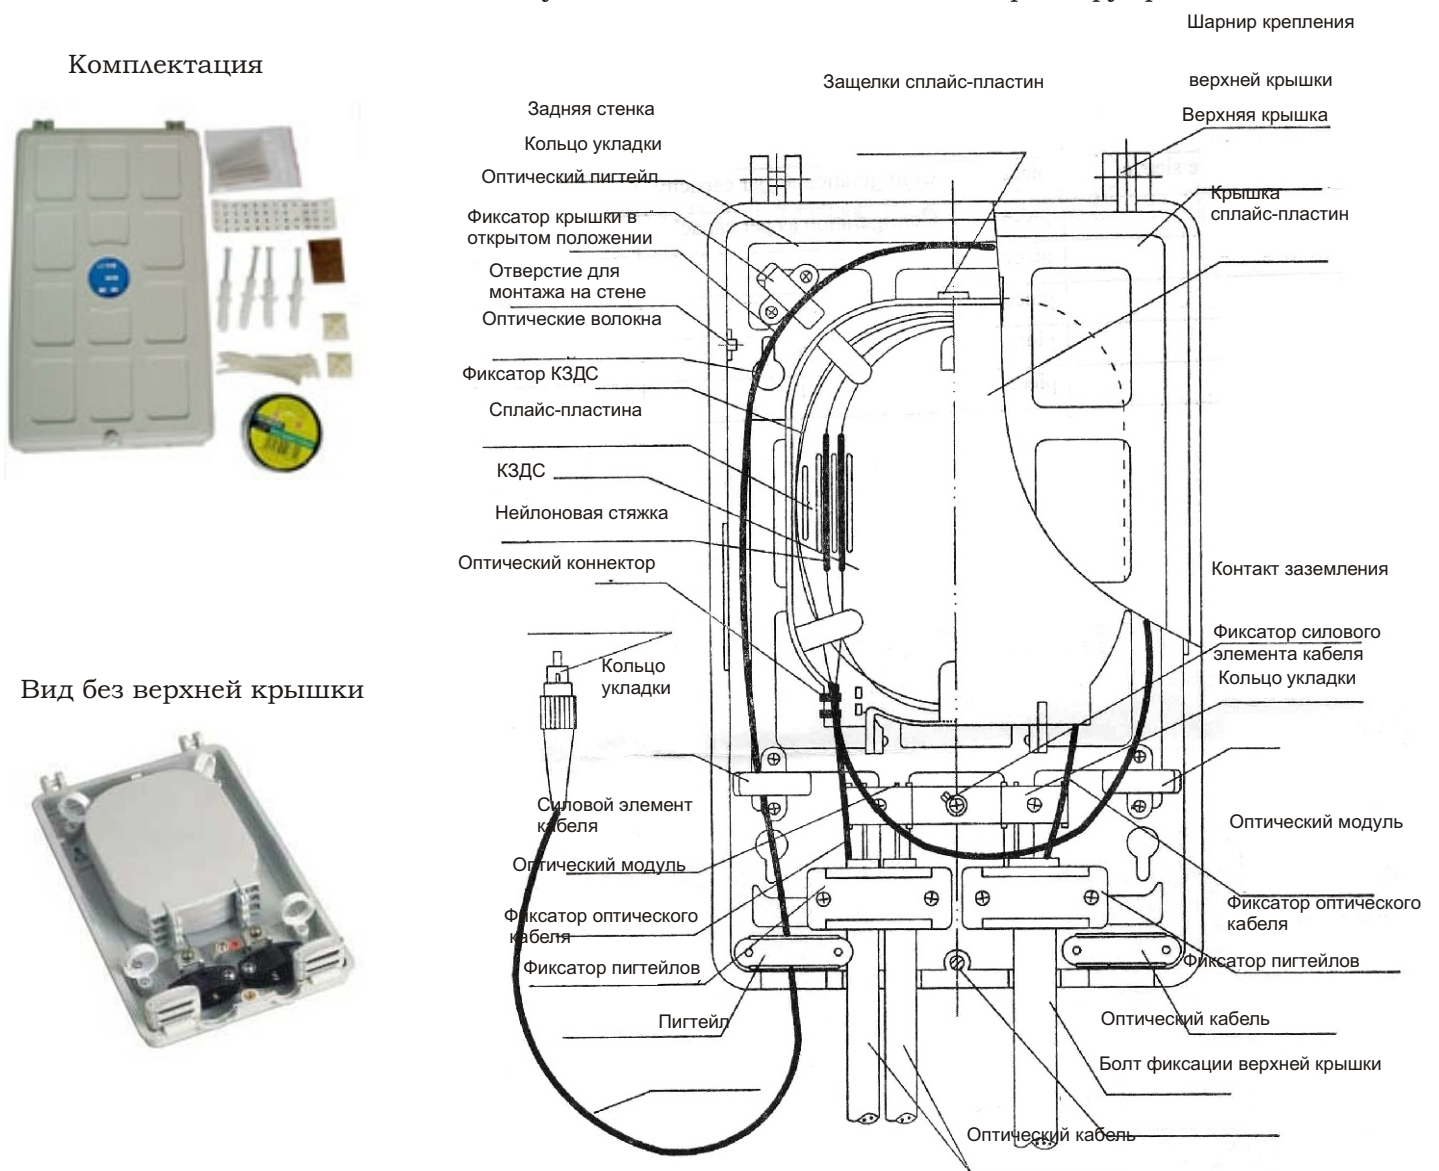 Комплектация
Вид без верхней крышки
Задняя стенка
Кольцо укладки
Оптический пигтейл
Фиксатор крышки в
открытом положении
Отверстие для
монтажа на стене
Оптические волокна
Фиксатор КЗДС
Сплайс-пластина
КЗДС
Нейлоновая стяжка
Оптический коннектор
Кольцо
укладки
Силовой элемент
кабеля
Оптический модуль
Фиксатор оптического
кабеля
Фиксатор пигтейлов
Пигтейл
Защелки сплайс-пластин
Шарнир крепления
верхней крышки
Верхняя крышка
Крышка
сплайс-пластин
Контакт заземления
Фиксатор силового
элемента кабеля
Кольцо укладки
Оптический модуль
Фиксатор оптического
кабеля
Фиксатор пигтейлов
Оптический кабель
Болт фиксации верхней крышки
Оптический кабель